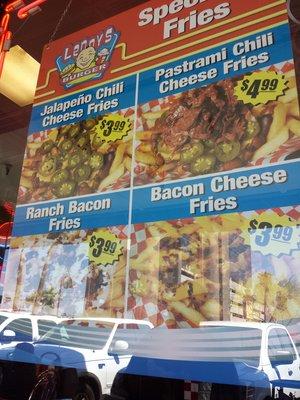 Special
Fries
Lenny's
BURGER
Jalapeño Chili
Cheese Fries
$3.99
Pastrami Chili
Cheese Fries
$4.99
Ranch Bacon
Fries
$3.99
Bacon Cheese
Fries
$3.99